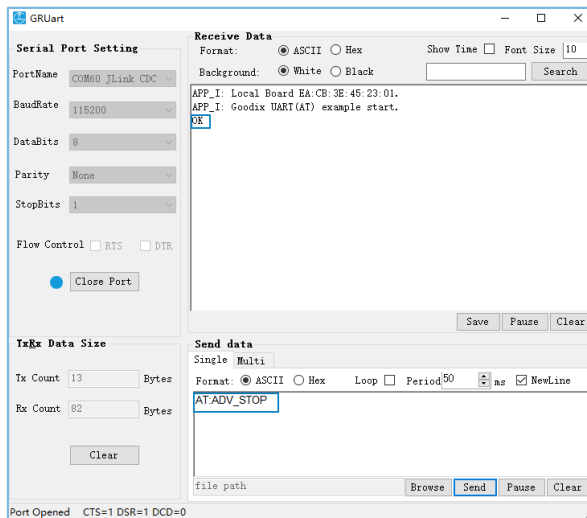 GRUart
Serial Port Setting
PortName COM60 JLink CDC
BaudRate 115200
DataBits 8
Parity None
StopBits 1
Flow Control RTS DTR
Close Port
TxRx Data Size
Tx Count 13 Bytes
Rx Count 82 Bytes
Clear
Receive Data
Format: ASCII Hex Show Time Font Size 10
Background: White Black Search
APP_I: Local Board EA:CB:3E:45:23:01.
APP_I: Goodix UART(AT) example start.
OK
Save Pause Clear
Send data
Single Multi
Format: ASCII Hex Loop Period 50 ms NewLine
AT:ADV_STOP
file path Browse Send Pause Clear
Port Opened CTS=1 DSR=1 DCD=0